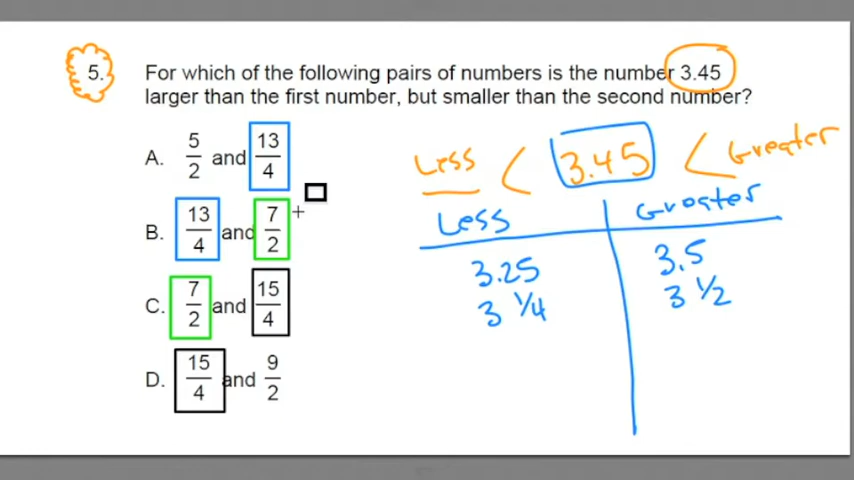 5. For which of the following pairs of numbers is the number 3.45
larger than the first number, but smaller than the second number?
A. 5/2 and 13/4
B. 13/4 and 7/2
C. 7/2 and 15/4
D. 15/4 and 9/2
Less < 3.45 < Greater
Less Greater
3.25 3.5
3 1/4 3 1/2